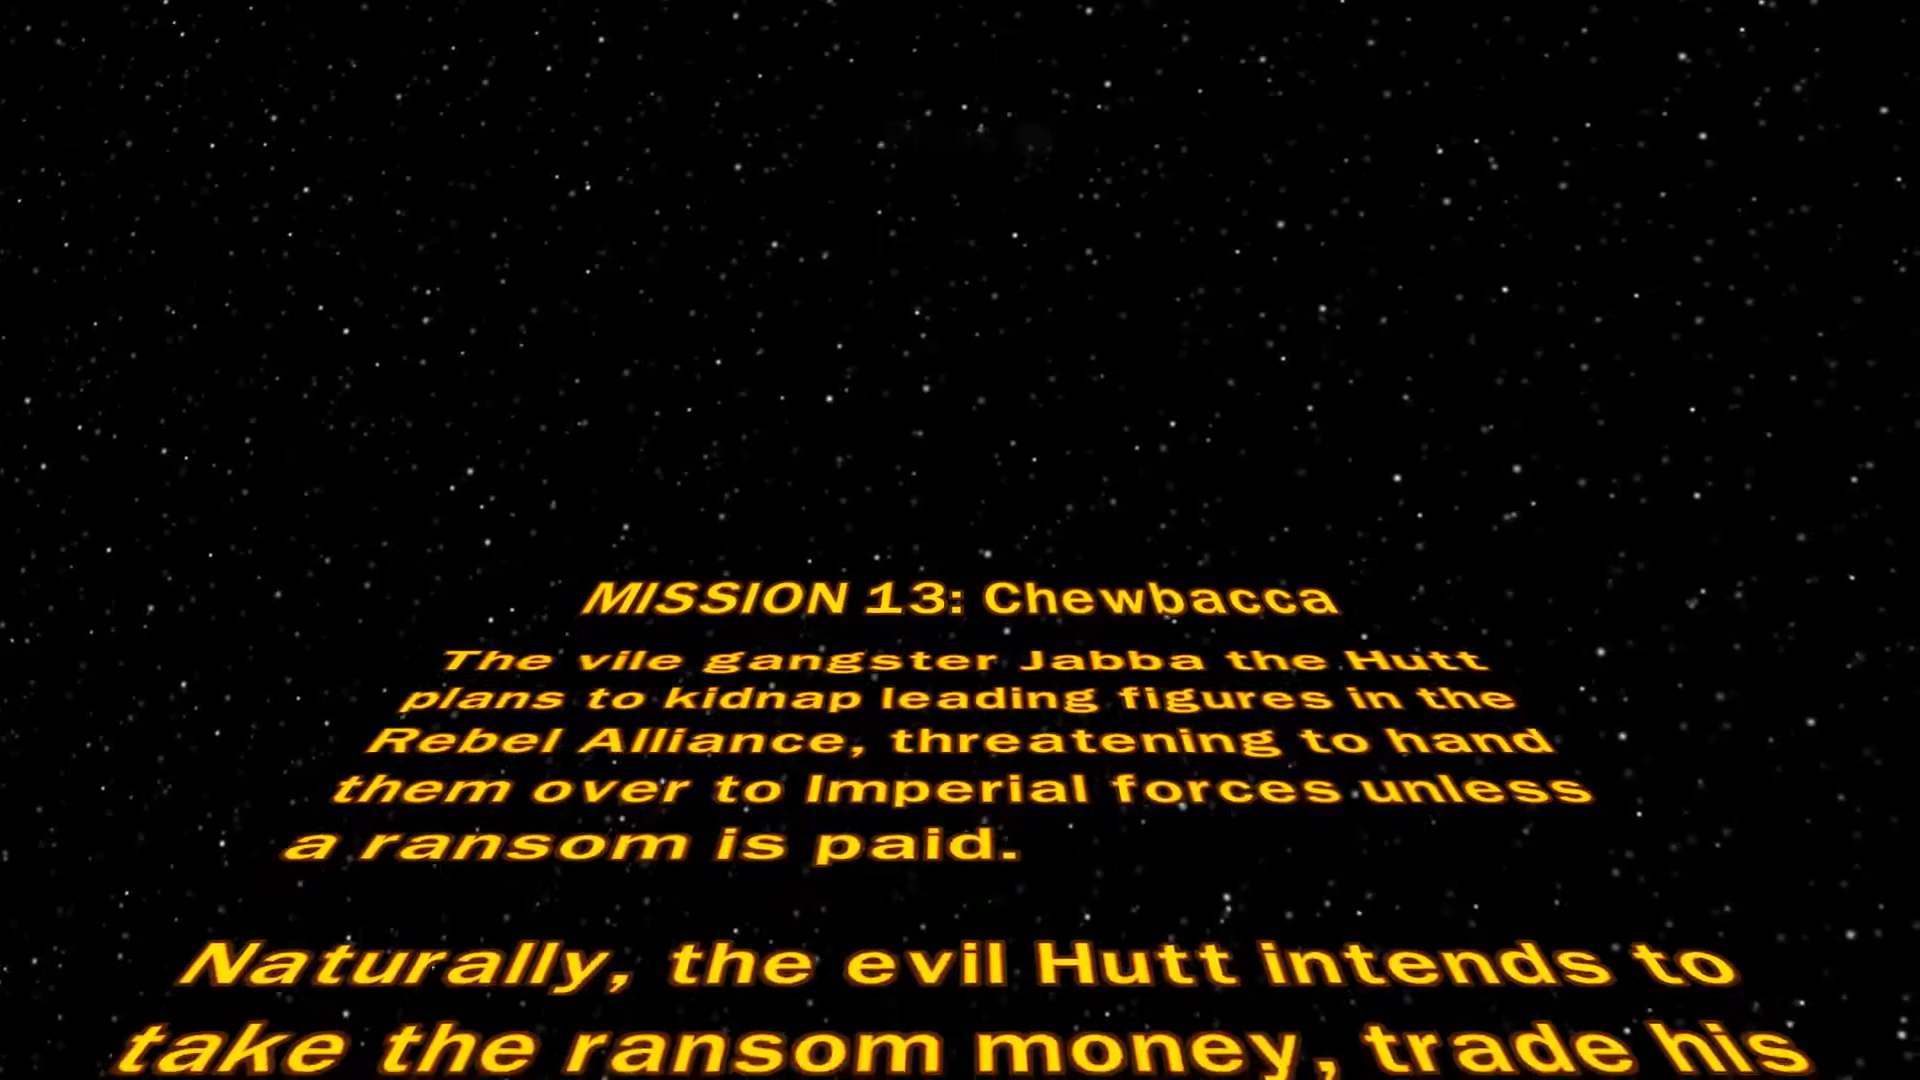 MISSION 13: Chewbacca
The vile gangster Jabba the Hutt
plans to kidnap leading figures in the
Rebel Alliance, threatening to hand
them over to Imperial forces unless
a ransom is paid.
Naturally, the evil Hutt intends to
take the ransom money, trade his